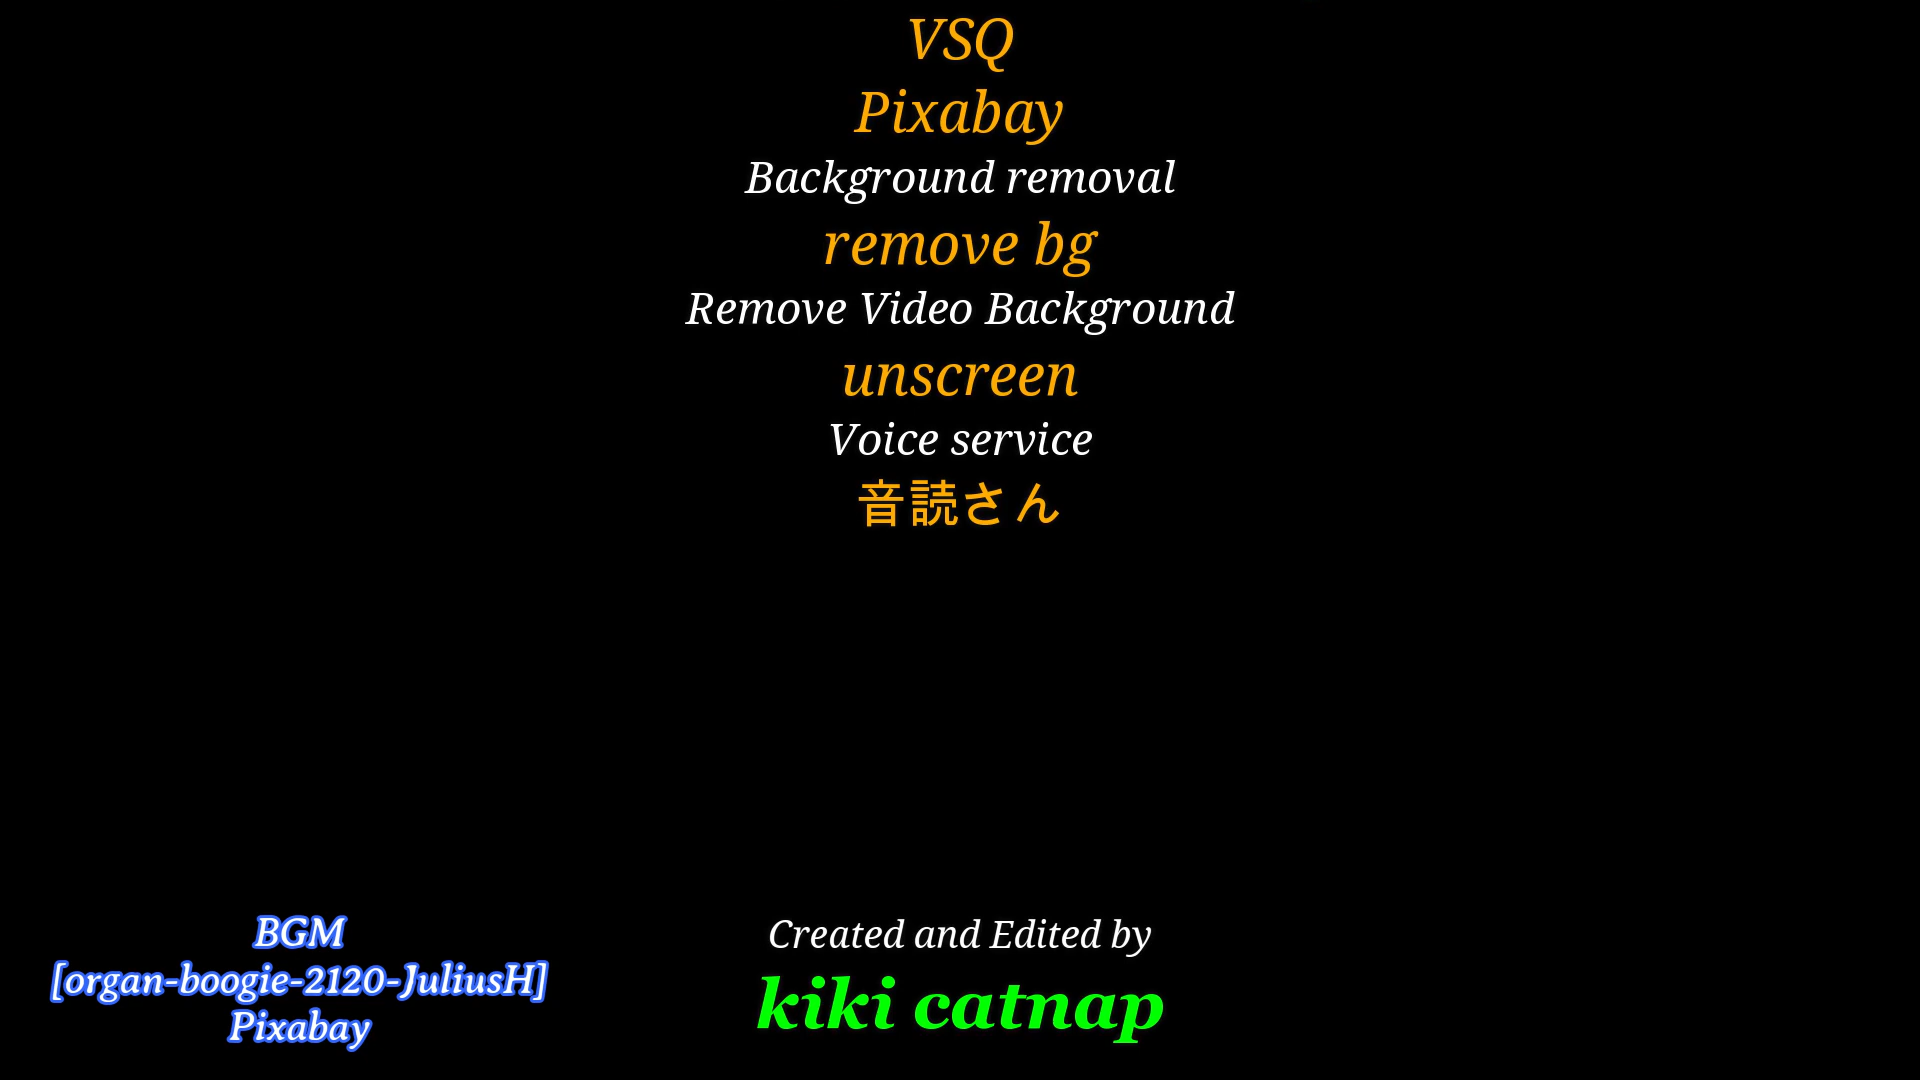 VSQ
Pixabay
Background removal
remove bg
Remove Video Background
unscreen
Voice service
音読さん
BGM
[organ-boogie-2120-JuliusH]
Pixabay
Created and Edited by
kiki catnap